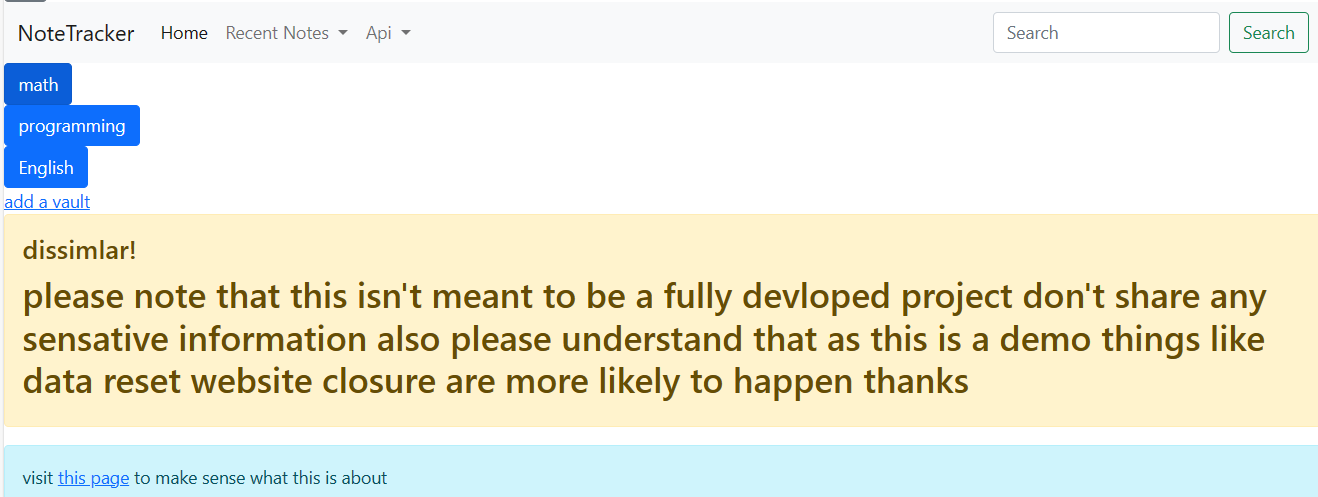 NoteTracker Home Recent Notes Api Search Search
math
programming
English
add a vault
dissimlar!
please note that this isn't meant to be a fully devloped project don't share any
sensative information also please understand that as this is a demo things like
data reset website closure are more likely to happen thanks
visit this page to make sense what this is about